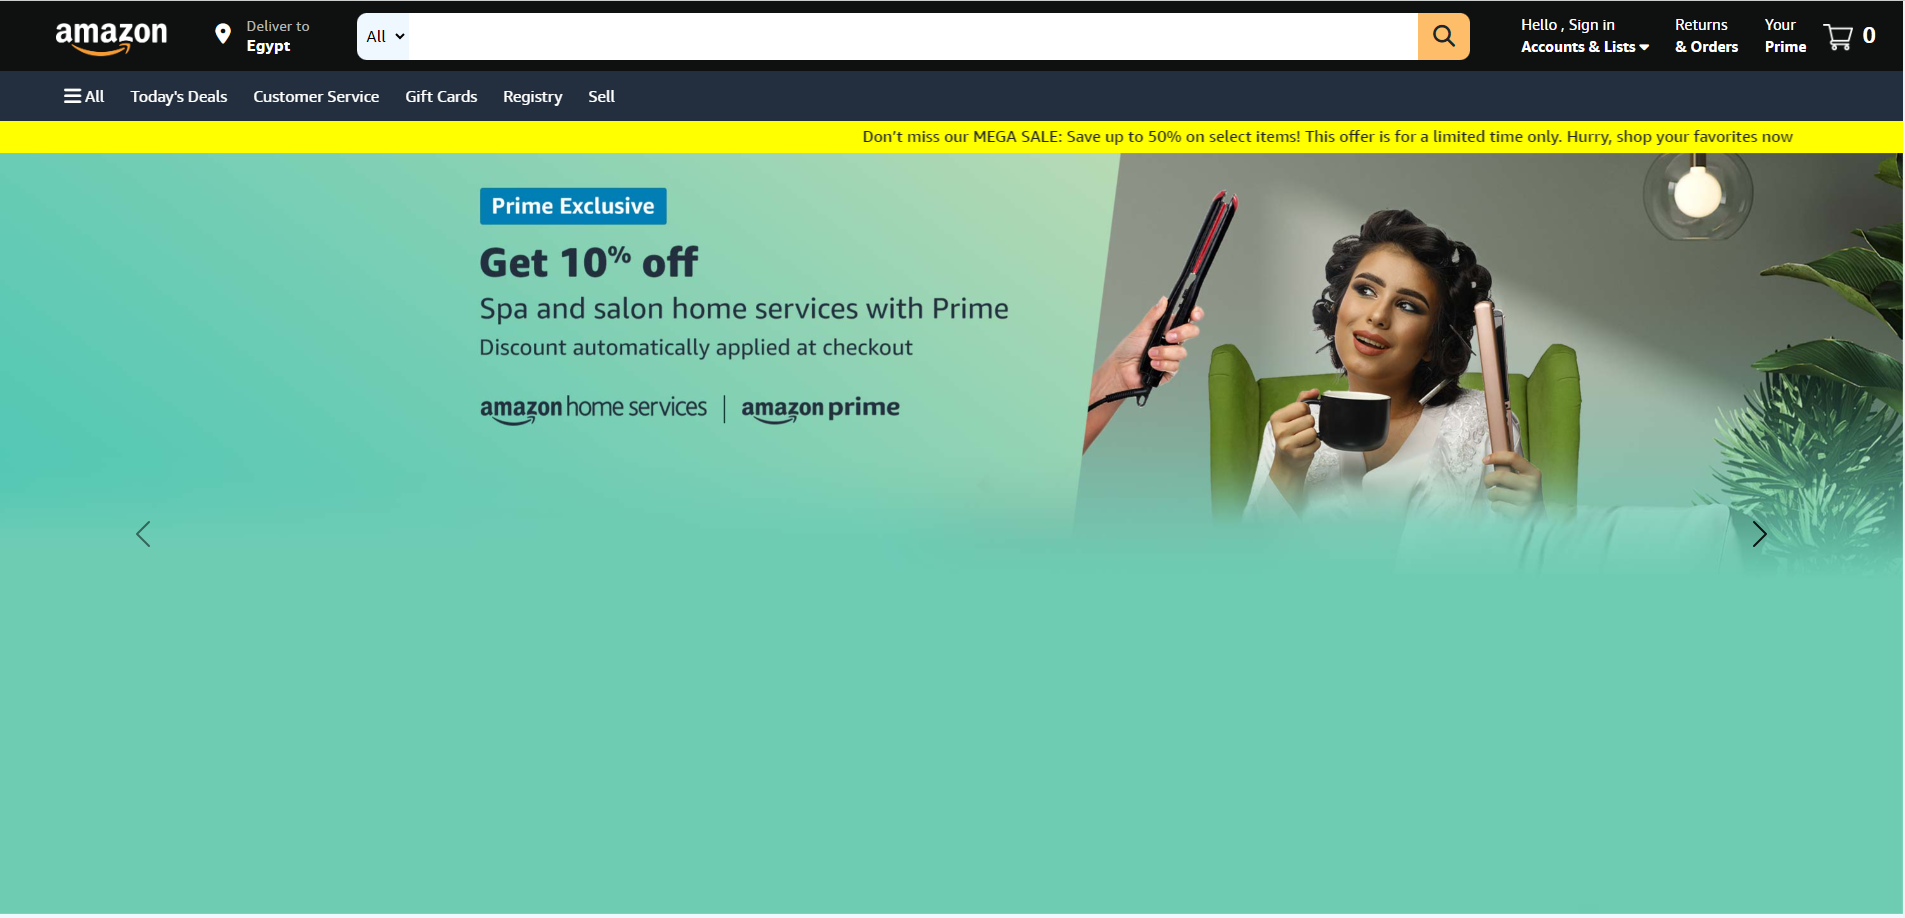 amazon
Deliver to
Egypt
All
Hello , Sign in
Accounts & Lists
Returns
& Orders
Your
Prime
0
All
Today's Deals
Customer Service
Gift Cards
Registry
Sell
Don’t miss our MEGA SALE: Save up to 50% on select items! This offer is for a limited time only. Hurry, shop your favorites now
Prime Exclusive
Get 10% off
Spa and salon home services with Prime
Discount automatically applied at checkout
amazon home services | amazon prime